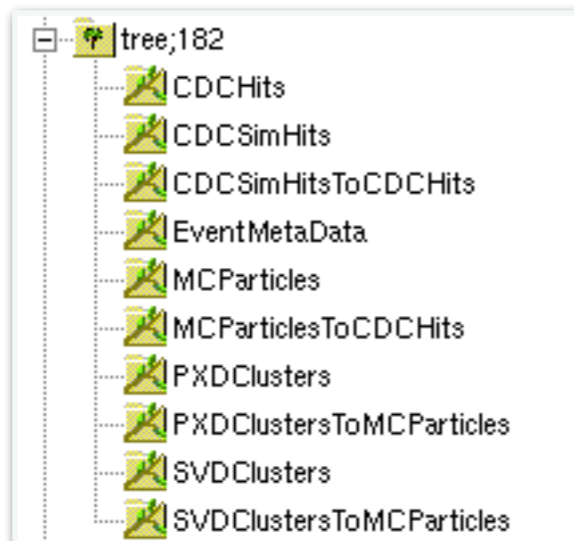 tree;182
CDCHits
CDCSimHits
CDCSimHitsToCDCHits
EventMetaData
MCParticles
MCParticlesToCDCHits
PXDClusters
PXDClustersToMCParticles
SVDClusters
SVDClustersToMCParticles